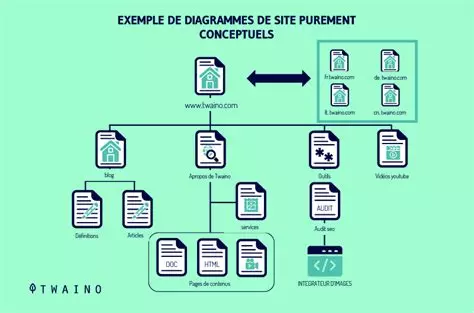 EXEMPLE DE DIAGRAMMES DE SITE PUREMENT
CONCEPTUELS
www.twaino.com
fr.twaino.com
de. twaino.com
it. twaino.com
cn. twaino.com
blog
Apropos de Twaino
Outils
Vidéos youtube
Définitions
Articles
services
AUDIT
Audit seo
DOC
HTML
Pages de contenus
INTEGRATEUR D'IMAGES
TWAINO